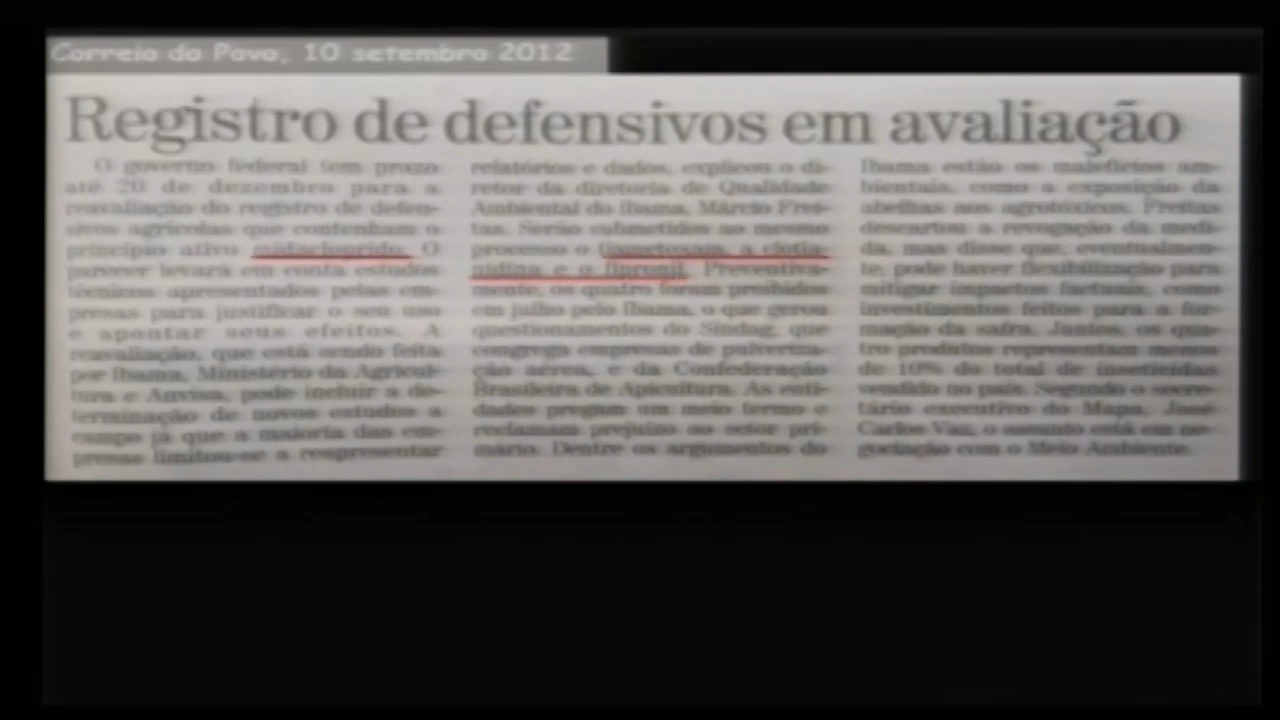 Correio do Povo, 10 setembro 2012
Registro de defensivos em avaliação
O governo federal tem prazo
até 20 de dezembro para a
reavaliação do registro de defen-
sivos agrícolas que contenham o
princípio ativo midacloprido. O
parecer levará em conta estudos
técnicos apresentados pelas em-
presas para justificar o seu uso
e apontar seus efeitos. A
reavaliação, que está sendo feita
por Ibama, Ministério da Agricul-
tura e Anvisa, pode incluir a de-
terminação de novos estudos a
campo já que a maioria das em-
presas limitou-se a reapresentar
relatórios e dados, explicou o di-
retor da diretoria de Qualidade
Ambiental do Ibama, Márcio Frei-
tas. Serão submetidos ao mesmo
processo o tiametoxam, a clotia-
nidina e o fipronil. Preventiva-
mente, os quatro foram proibidos
em julho pelo Ibama, o que gerou
questionamentos do Sindag, que
congrega empresas de pulveriza-
ção aérea, e da Confederação
Brasileira de Apicultura. As enti-
dades pregam um meio termo e
reclamam prejuízo ao setor pri-
mário. Dentre os argumentos do
Ibama estão os malefícios am-
bientais, como a exposição da
abelhas aos agrotóxicos. Freitas
descartou a revogação da medi-
da, mas disse que, eventualmen-
te, pode haver flexibilização para
mitigar impactos factuais, como
investimentos feitos para a for-
mação da safra. Juntos, os qua-
tro produtos representam menos
de 10% do total de inseticidas
vendido no país. Segundo o secre-
tário executivo do Mapa, José
Carlos Vaz, o assunto está em ne-
gociação com o Meio Ambiente.